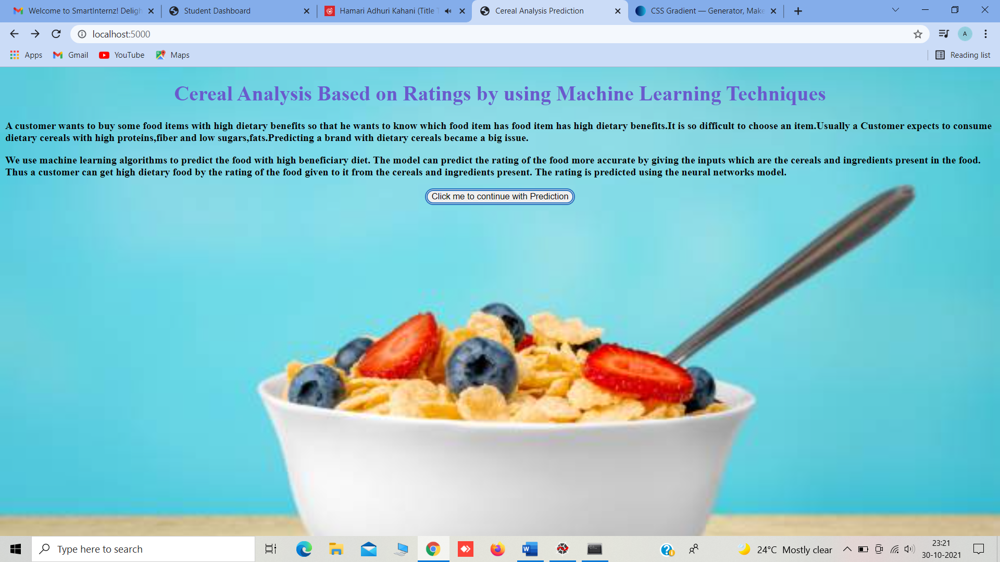 Welcome to SmartInternz! Deligh
Student Dashboard
Hamari Adhuri Kahani (Title T
Cereal Analysis Prediction
CSS Gradient — Generator, Make
localhost:5000
A
Apps
Gmail
YouTube
Maps
Reading list
Cereal Analysis Based on Ratings by using Machine Learning Techniques
A customer wants to buy some food items with high dietary benefits so that he wants to know which food item has food item has high dietary benefits.It is so difficult to choose an item.Usually a Customer expects to consume
dietary cereals with high proteins,fiber and low sugars,fats.Predicting a brand with dietary cereals became a big issue.
We use machine learning algorithms to predict the food with high beneficiary diet. The model can predict the rating of the food more accurate by giving the inputs which are the cereals and ingredients present in the food.
Thus a customer can get high dietary food by the rating of the food given to it from the cereals and ingredients present. The rating is predicted using the neural networks model.
Click me to continue with Prediction
Type here to search
24°C Mostly clear
23:21
30-10-2021